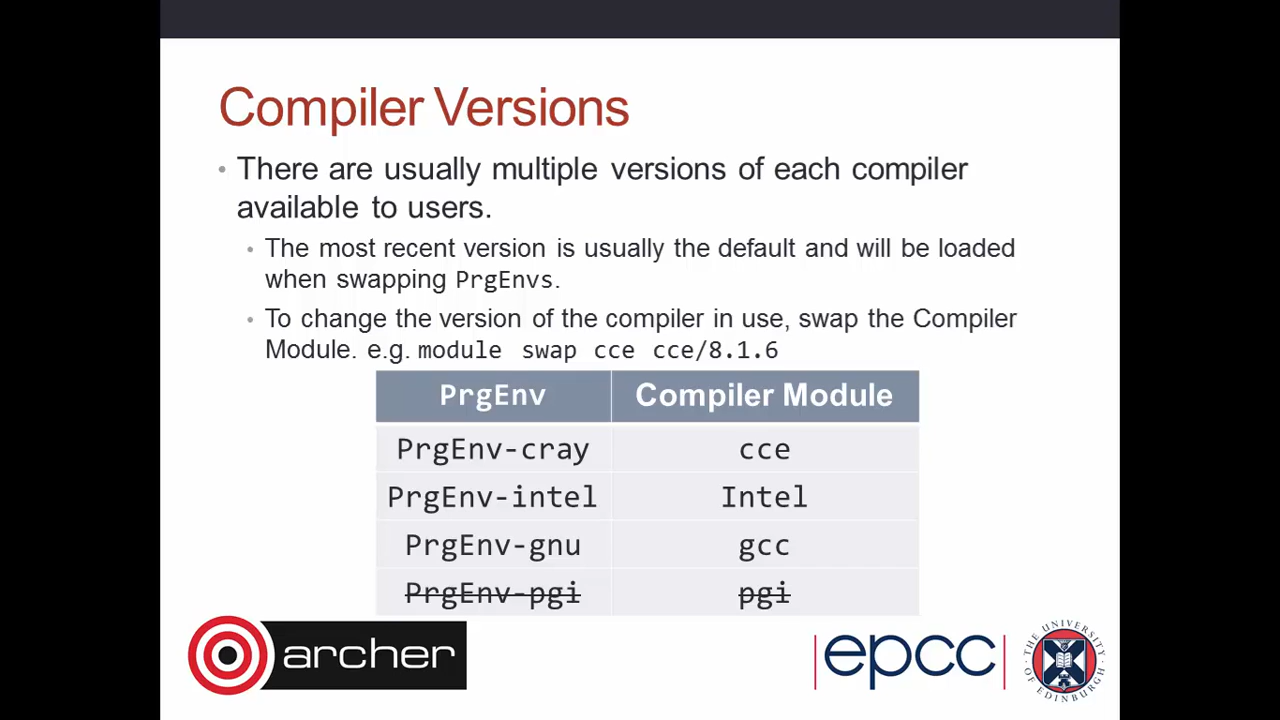 Compiler Versions
• There are usually multiple versions of each compiler
available to users.
• The most recent version is usually the default and will be loaded
when swapping PrgEnvs.
• To change the version of the compiler in use, swap the Compiler
Module. e.g. module swap cce cce/8.1.6
PrgEnv Compiler Module
PrgEnv-cray cce
PrgEnv-intel Intel
PrgEnv-gnu gcc
PrgEnv-pgi pgi
archer
epcc
THE UNIVERSITY OF EDINBURGH